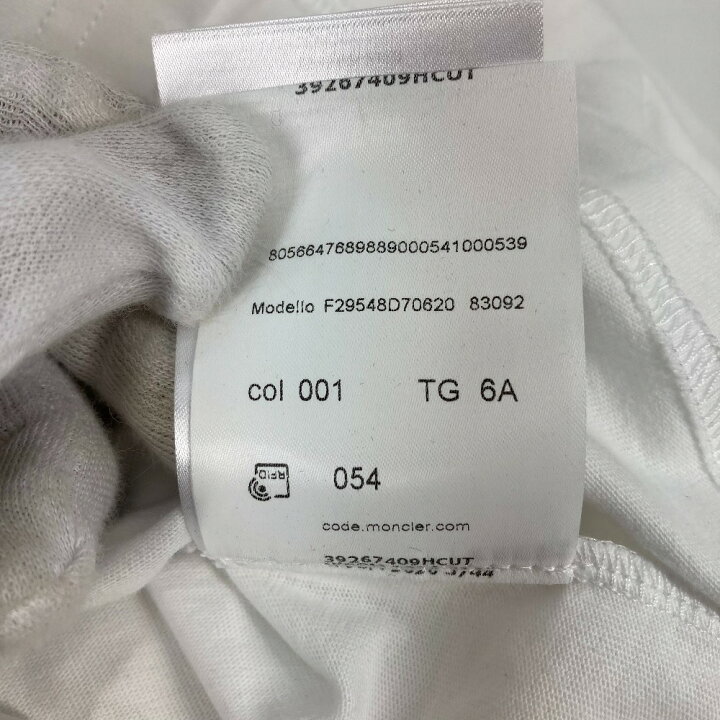 39267409HCUT
8056647689889000541000539
Modello F29548D70620 83092
col 001 TG 6A
RFID 054
code.moncler.com
39267409HCUT